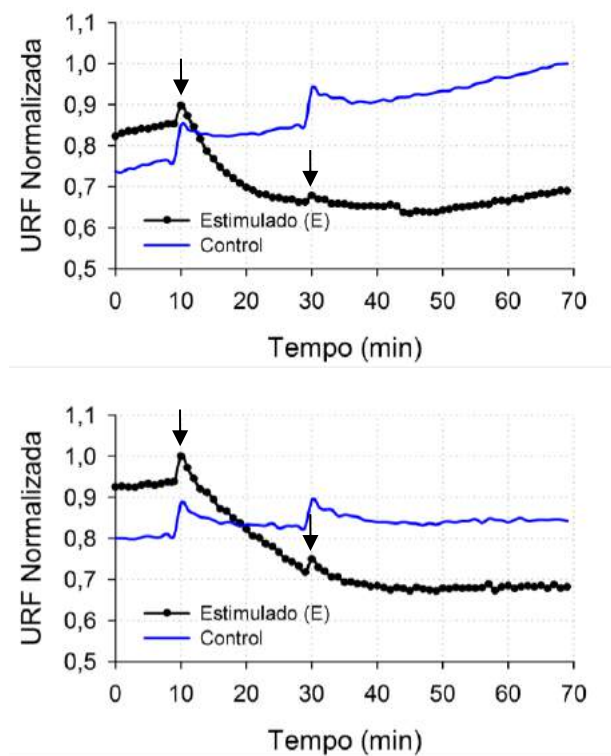 1,1
1,0
0,9
0,8
0,7
0,6
0,5
URF Normalizada
Estimulado (E)
Control
0 10 20 30 40 50 60 70
Tempo (min)
1,1
1,0
0,9
0,8
0,7
0,6
0,5
URF Normalizada
Estimulado (E)
Control
0 10 20 30 40 50 60 70
Tempo (min)